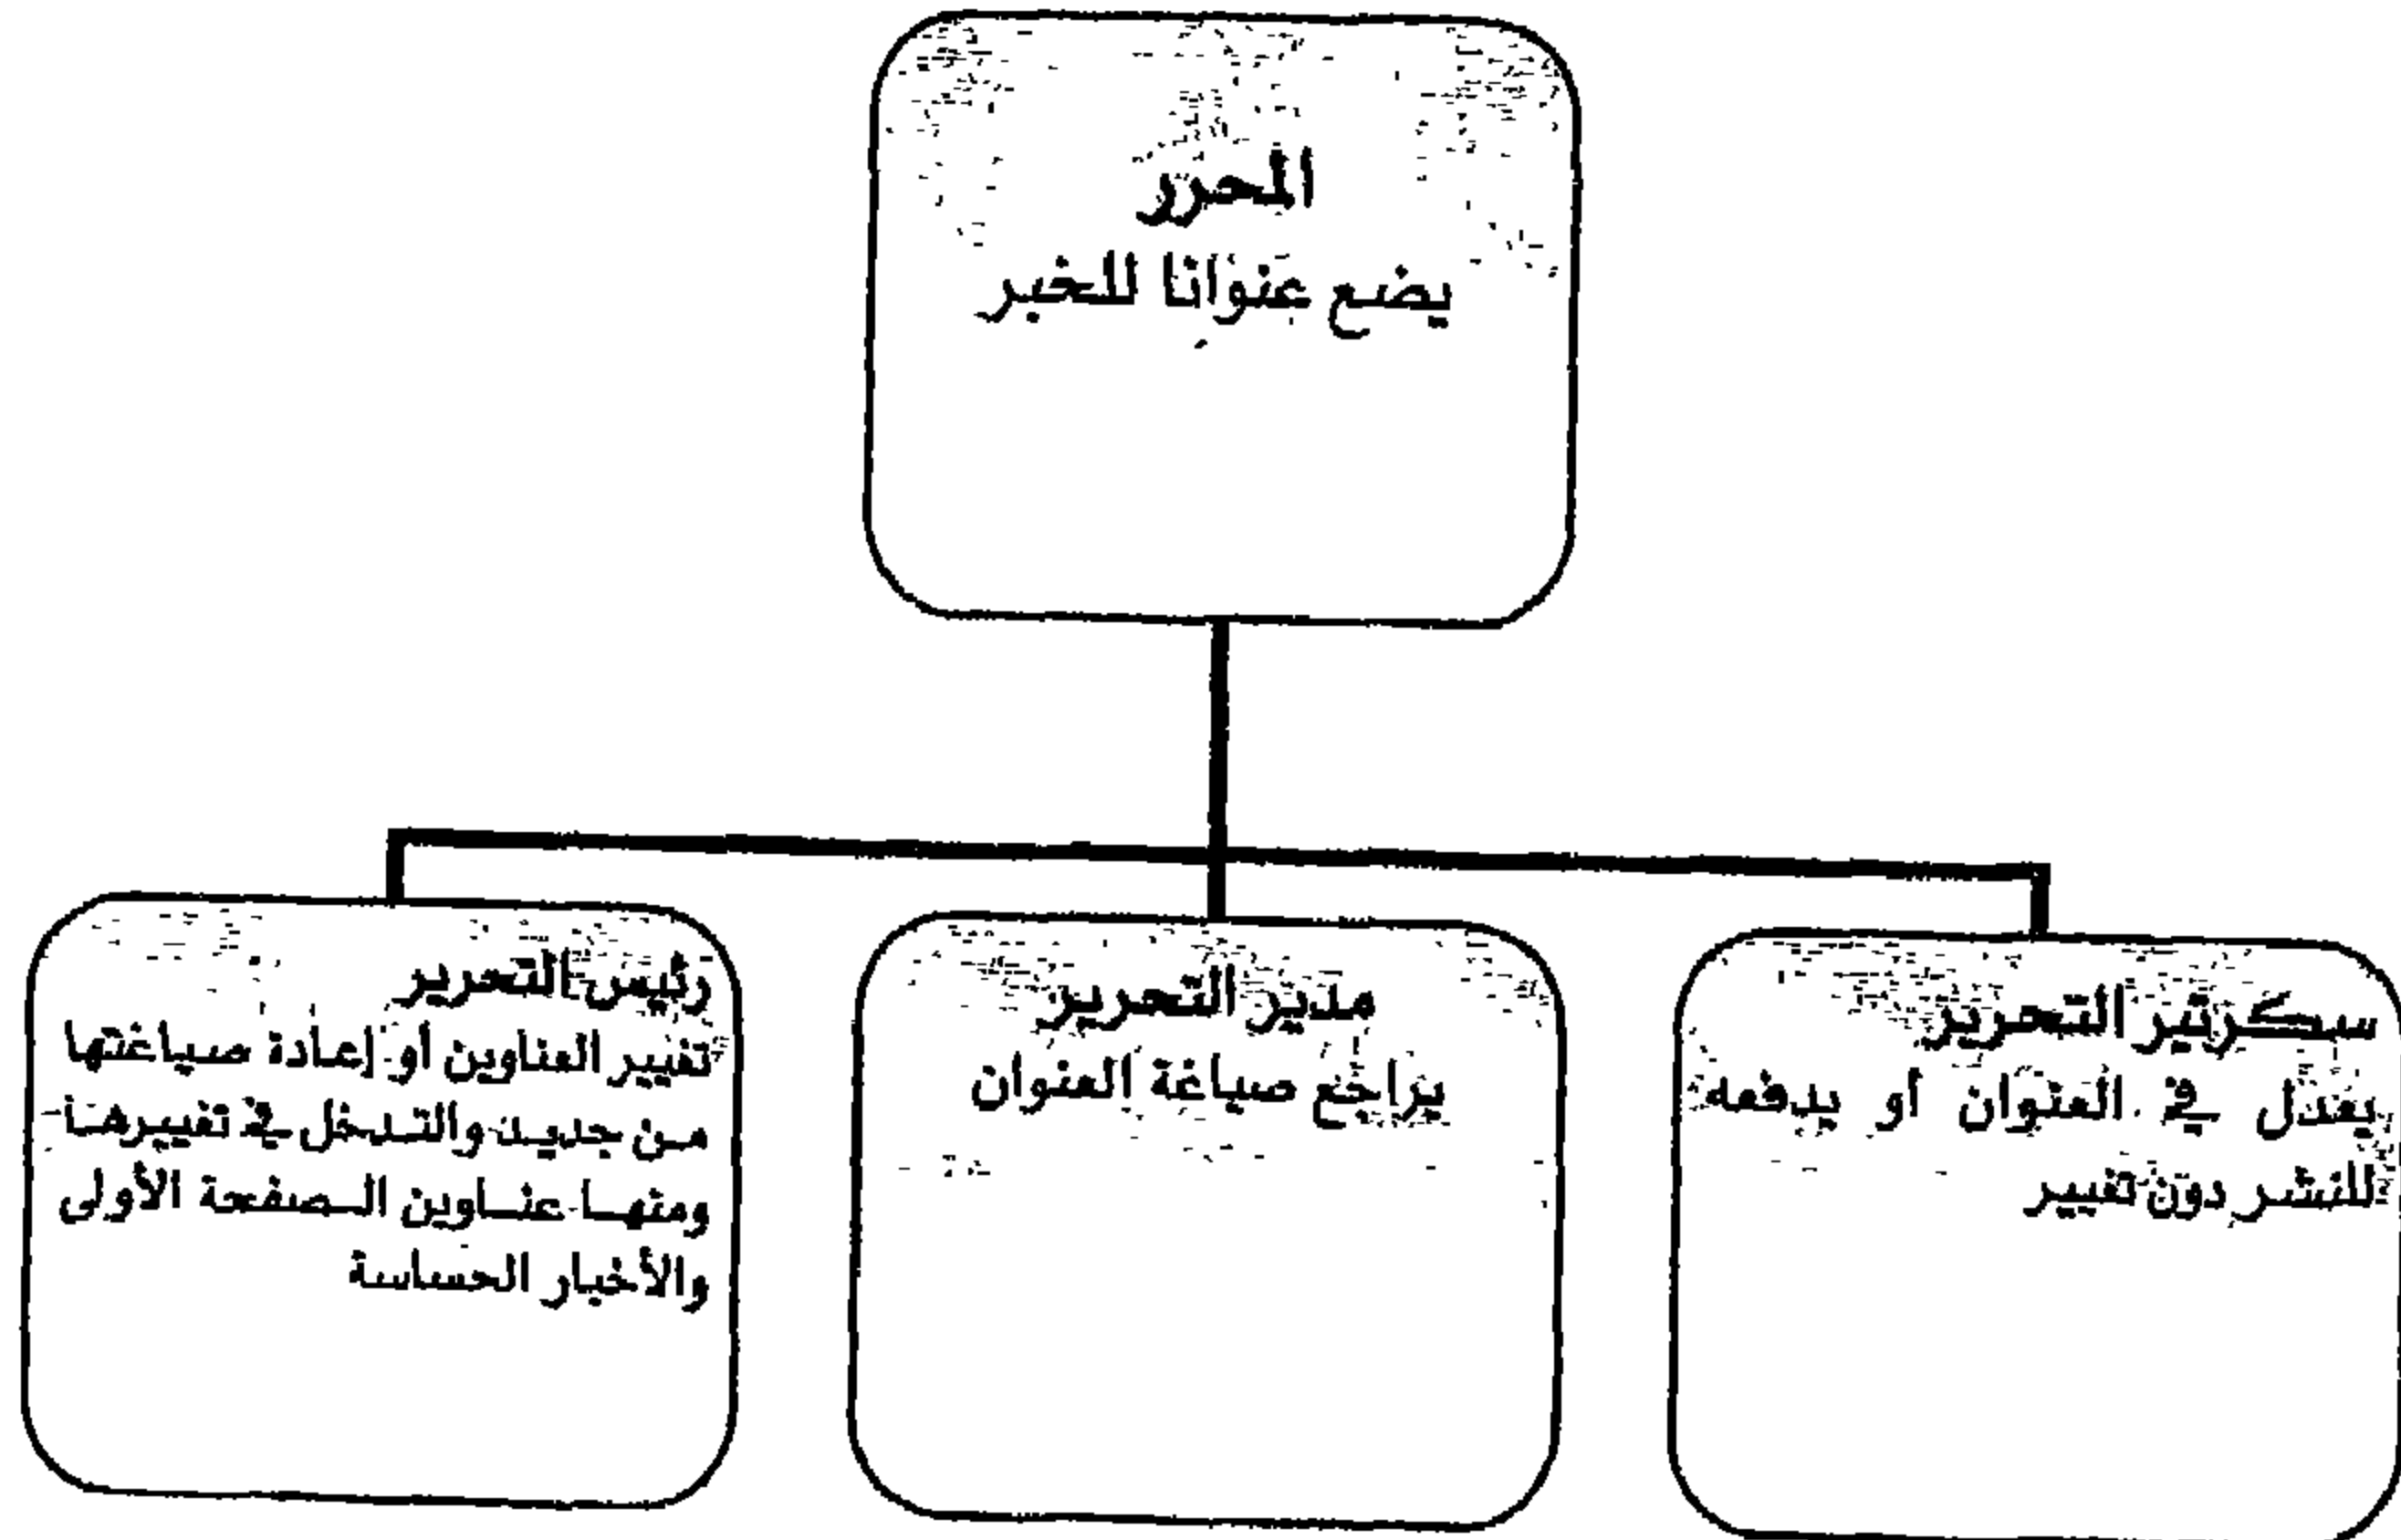 المحرر
يضع عنوانا للخبر
سكرتير التحرير
يعدل في العنوان أو يدفعه
للنشر دون تغيير
مدير التحرير
يراجع صياغة العنوان
رئيس التحرير
تغيير العناوين أو إعادة صياغتها
من جديد والتدخل في تغييرها
ومنها عناوين الصفحة الأولى
والأخبار الحساسة